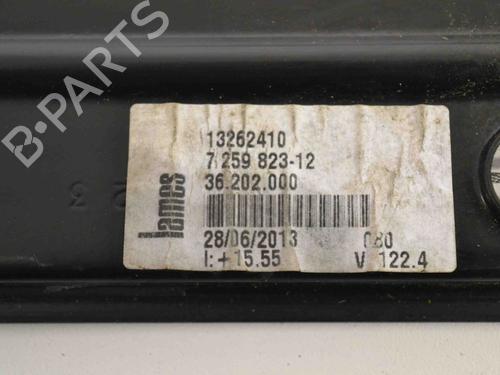 B-PARTS
13262410
7 259 823-12
36.202.000
lames
28/06/2013 080
I:+15.55 V 122.4